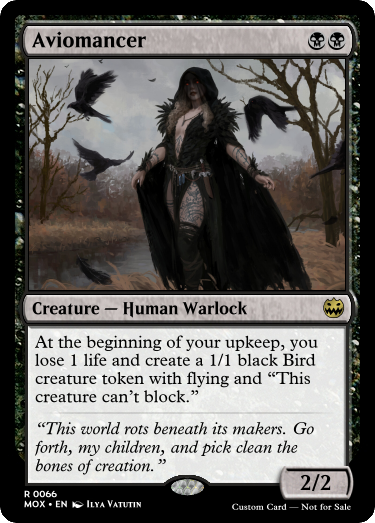 Aviomancer
Creature — Human Warlock
At the beginning of your upkeep, you
lose 1 life and create a 1/1 black Bird
creature token with flying and “This
creature can’t block.”
“This world rots beneath its makers. Go
forth, my children, and pick clean the
bones of creation.”
2/2
R 0066
MOX • EN Ilya Vatutin
Custom Card — Not for Sale